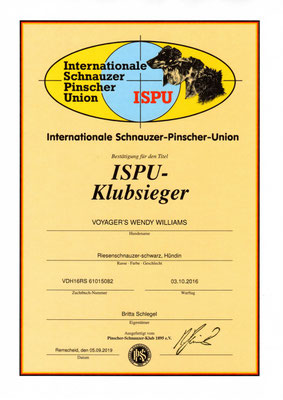 Internationale
Schnauzer
Pinscher
Union
ISPU
Internationale Schnauzer-Pinscher-Union
Bestätigung für den Titel
ISPU-
Klubsieger
VOYAGER'S WENDY WILLIAMS
Hundename
Riesenschnauzer-schwarz, Hündin
Rasse - Farbe - Geschlecht
VDH16RS 61015082
03.10.2016
Zuchtbuch-Nummer
Wurftag
Britta Schlegel
Eigentümer
Ausgefertigt vom
Pinscher-Schnauzer-Klub 1895 e.V.
Remscheid, den 05.09.2019
Datum